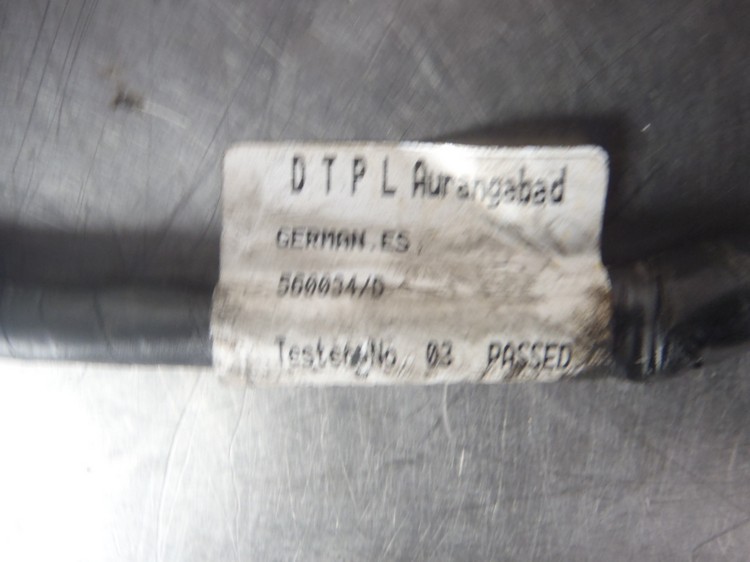 D T P L Aurangabad
GERMAN.ES.
560034/D
Tester No. 03 PASSED